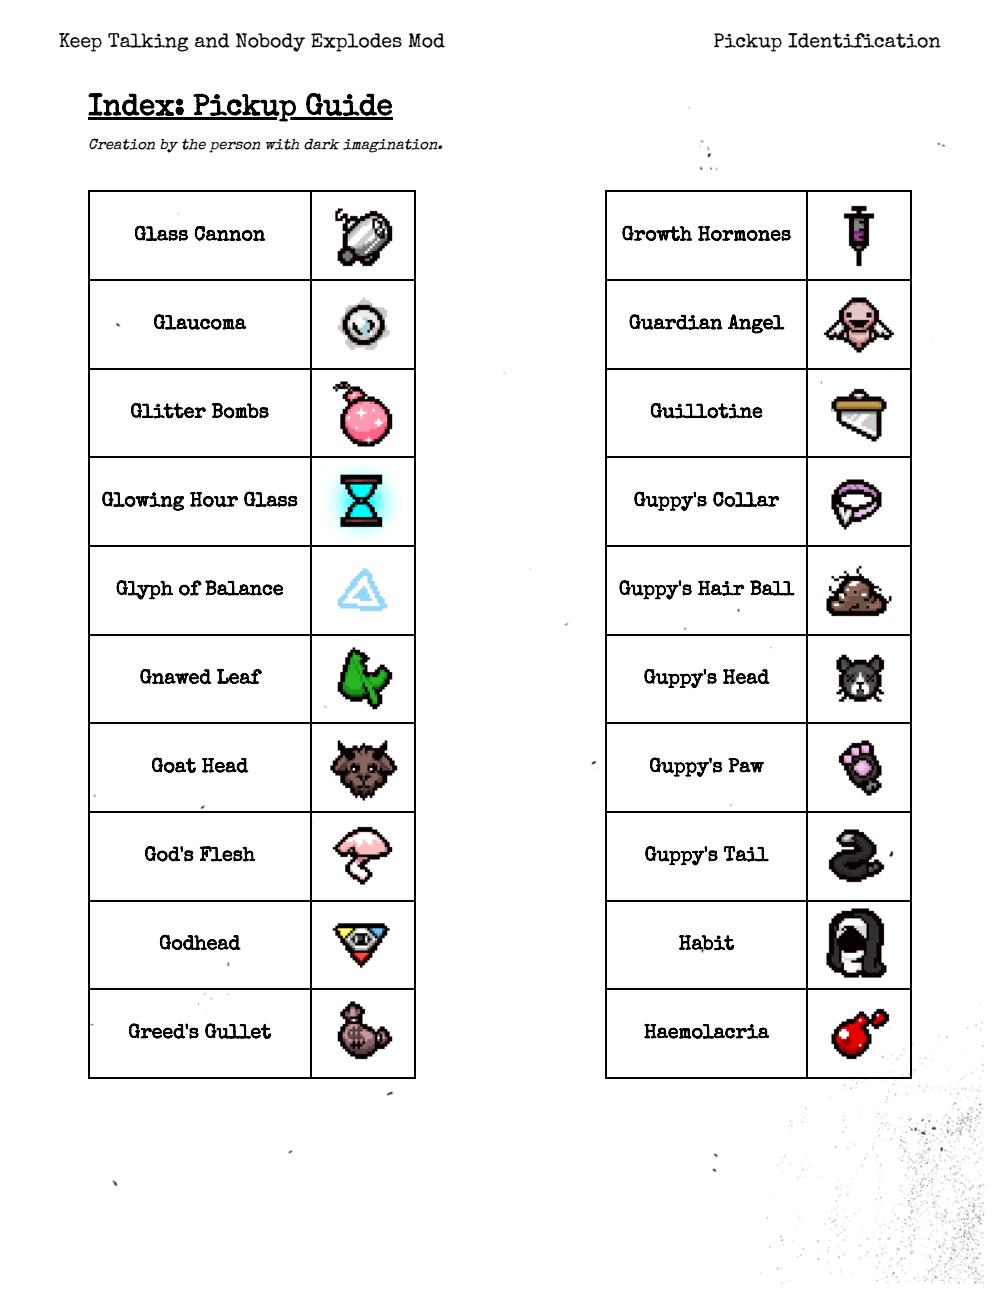 Keep Talking and Nobody Explodes Mod
Pickup Identification
Index: Pickup Guide
Creation by the person with dark imagination.
Glass Cannon
Glaucoma
Glitter Bombs
Glowing Hour Glass
Glyph of Balance
Gnawed Leaf
Goat Head
God's Flesh
Godhead
Greed's Gullet
Growth Hormones
Guardian Angel
Guillotine
Guppy's Collar
Guppy's Hair Ball
Guppy's Head
Guppy's Paw
Guppy's Tail
Habit
Haemolacria